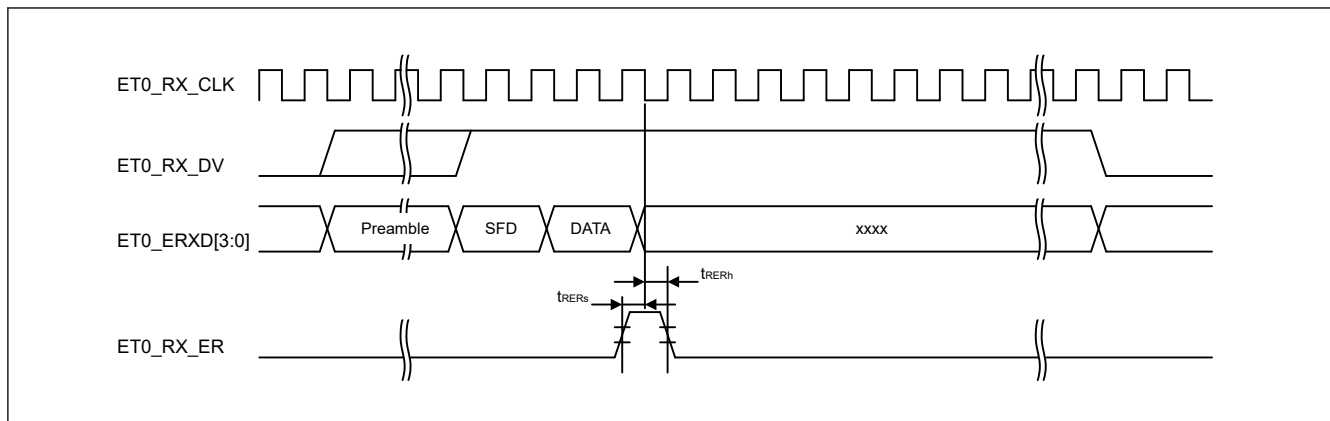 ET0_RX_CLK
ET0_RX_DV
ET0_ERXD[3:0]
Preamble
SFD
DATA
xxxx
tRERh
tRERs
ET0_RX_ER